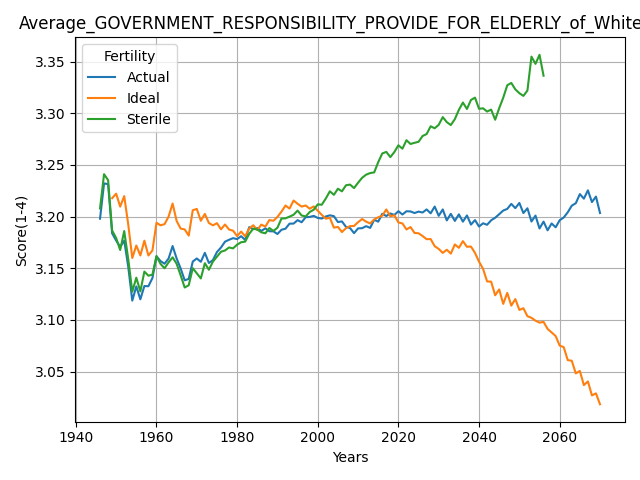 Average_GOVERNMENT_RESPONSIBILITY_PROVIDE_FOR_ELDERLY_of_White
Fertility
Actual
Ideal
Sterile
Score(1-4)
3.35
3.30
3.25
3.20
3.15
3.10
3.05
1940 1960 1980 2000 2020 2040 2060
Years